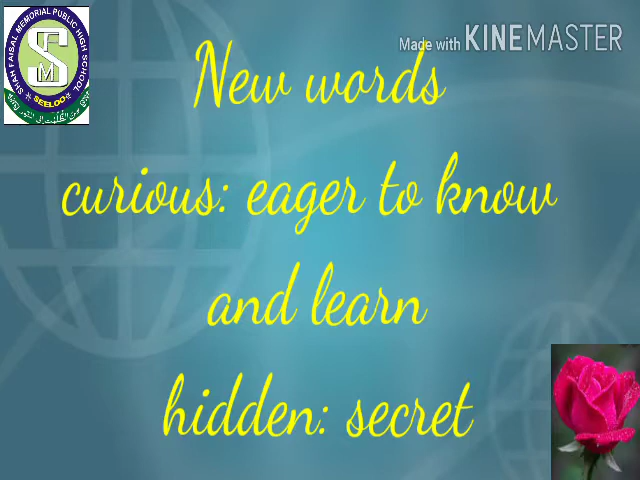 SHAH FAISAL MEMORIAL PUBLIC HIGH SCHOOL
SFM
SEELOO
Made with KINEMASTER
New words
curious: eager to know
and learn
hidden: secret